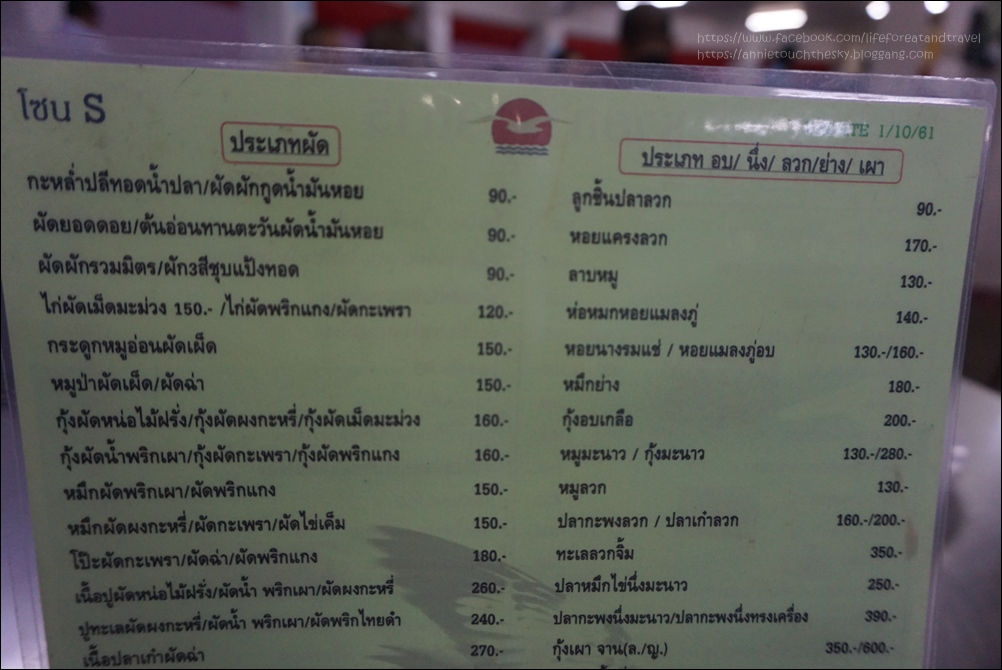 https://www.facebook.com/lifeforeatandtravel
https://annietouchthesky.bloggang.com
โซน S
1/10/61
ประเภทผัด
กะหล่ำปลีทอดน้ำปลา/ผัดผักกูดน้ำมันหอย 90.-
ผัดยอดดอย/ต้นอ่อนทานตะวันผัดน้ำมันหอย 90.-
ผัดผักรวมมิตร/ผัก3สีชุบแป้งทอด 90.-
ไก่ผัดเม็ดมะม่วง 150.- /ไก่ผัดพริกแกง/ผัดกะเพรา 120.-
กระดูกหมูอ่อนผัดเผ็ด 150.-
หมูป่าผัดเผ็ด/ผัดฉ่า 150.-
กุ้งผัดหน่อไม้ฝรั่ง/กุ้งผัดผงกะหรี่/กุ้งผัดเม็ดมะม่วง 160.-
กุ้งผัดน้ำพริกเผา/กุ้งผัดกะเพรา/กุ้งผัดพริกแกง 160.-
หมึกผัดพริกเผา/ผัดพริกแกง 150.-
หมึกผัดผงกะหรี่/ผัดกะเพรา/ผัดไข่เค็ม 150.-
โป๊ะผัดกะเพรา/ผัดฉ่า/ผัดพริกแกง 180.-
เนื้อปูผัดหน่อไม้ฝรั่ง/ผัดน้ำ พริกเผา/ผัดผงกะหรี่ 260.-
ปูทะเลผัดผงกะหรี่/ผัดน้ำ พริกเผา/ผัดพริกไทยดำ 240.-
เนื้อปลาเก๋าผัดฉ่า 270.-
ประเภท อบ/ นึ่ง/ ลวก/ย่าง/ เผา
ลูกชิ้นปลาลวก 90.-
หอยแครงลวก 170.-
ลาบหมู 130.-
ห่อหมกหอยแมลงภู่ 140.-
หอยนางรมแช่ / หอยแมลงภู่อบ 130.-/160.-
หมึกย่าง 180.-
กุ้งอบเกลือ 200.-
หมูมะนาว / กุ้งมะนาว 130.-/280.-
หมูลวก 130.-
ปลากะพงลวก / ปลาเก๋าลวก 160.-/200.-
ทะเลลวกจิ้ม 350.-
ปลาหมึกไข่นึ่งมะนาว 250.-
ปลากะพงนึ่งมะนาว/ปลากะพงนึ่งทรงเครื่อง 390.-
กุ้งเผา จาน(ล./ญ.) 350.-/600.-